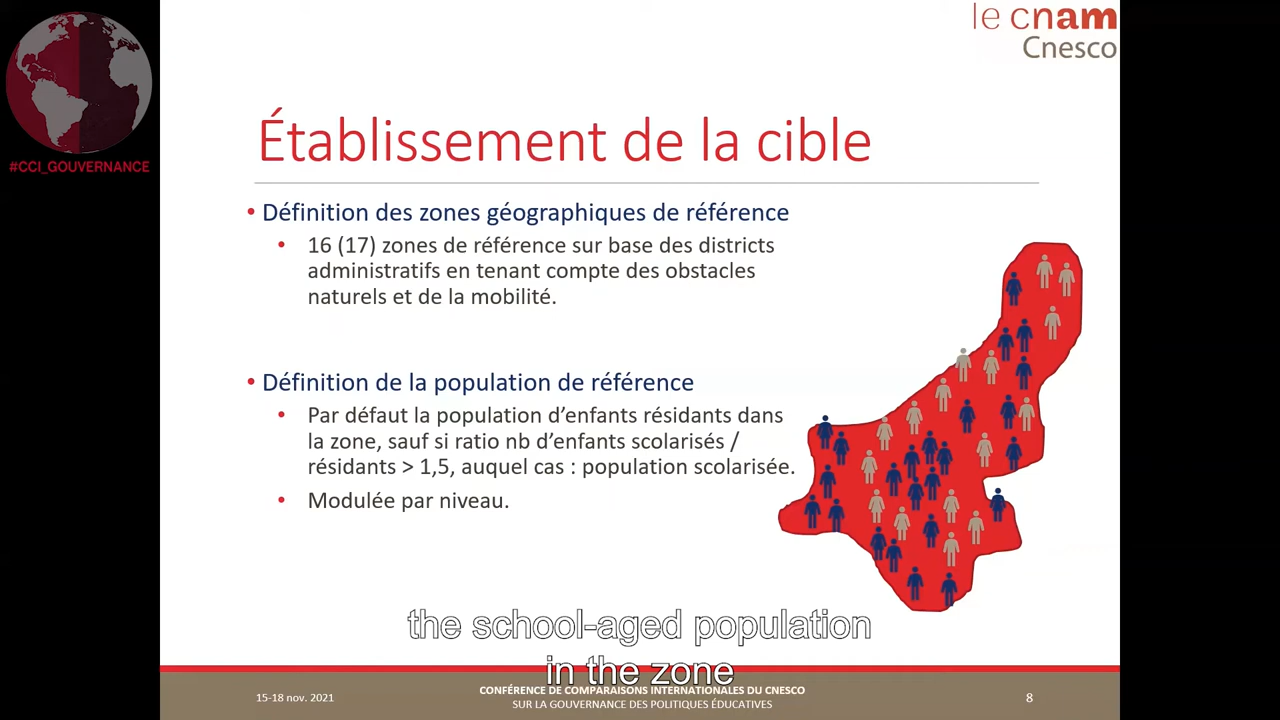 le cnam
Cnesco
#CCI_GOUVERNANCE
Établissement de la cible
• Définition des zones géographiques de référence
• 16 (17) zones de référence sur base des districts
administratifs en tenant compte des obstacles
naturels et de la mobilité.
• Définition de la population de référence
• Par défaut la population d’enfants résidants dans
la zone, sauf si ratio nb d’enfants scolarisés /
résidants > 1,5, auquel cas : population scolarisée.
• Modulée par niveau.
the school-aged population
in the zone
15-18 nov. 2021
CONFÉRENCE DE COMPARAISONS INTERNATIONALES DU CNESCO
SUR LA GOUVERNANCE DES POLITIQUES ÉDUCATIVES
8